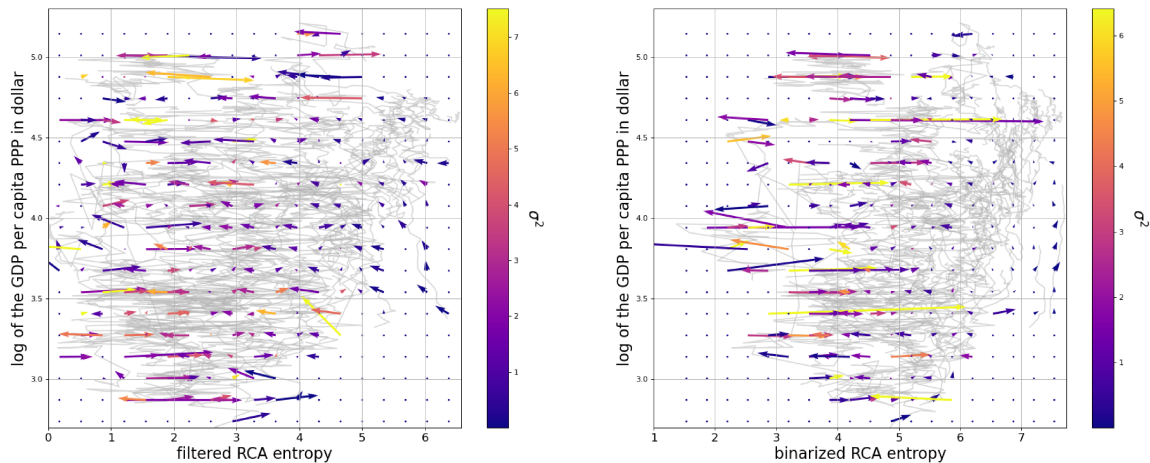 5.0
4.5
4.0
3.5
3.0
log of the GDP per capita PPP in dollar
0 1 2 3 4 5 6
filtered RCA entropy
7
6
5
4
3
2
1
σ²
5.0
4.5
4.0
3.5
3.0
log of the GDP per capita PPP in dollar
1 2 3 4 5 6 7
binarized RCA entropy
6
5
4
3
2
1
σ²